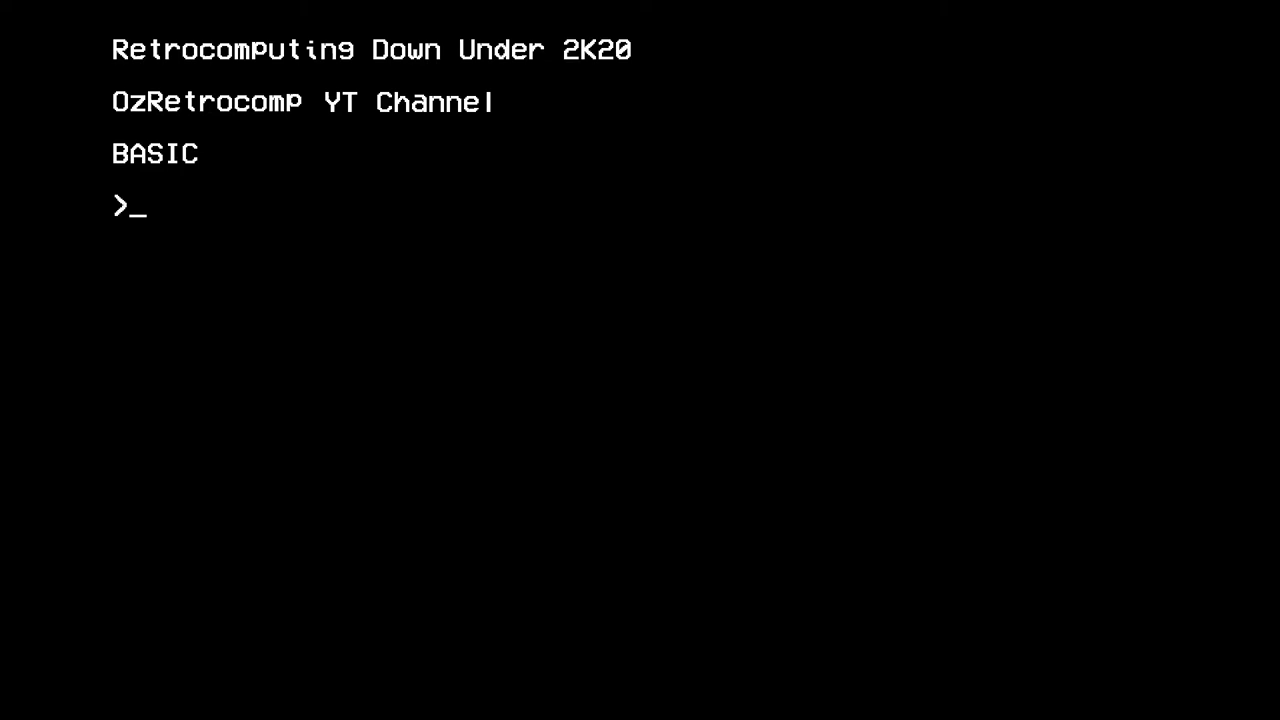 Retrocomputing Down Under 2K20
OzRetrocomp YT Channel
BASIC
>_